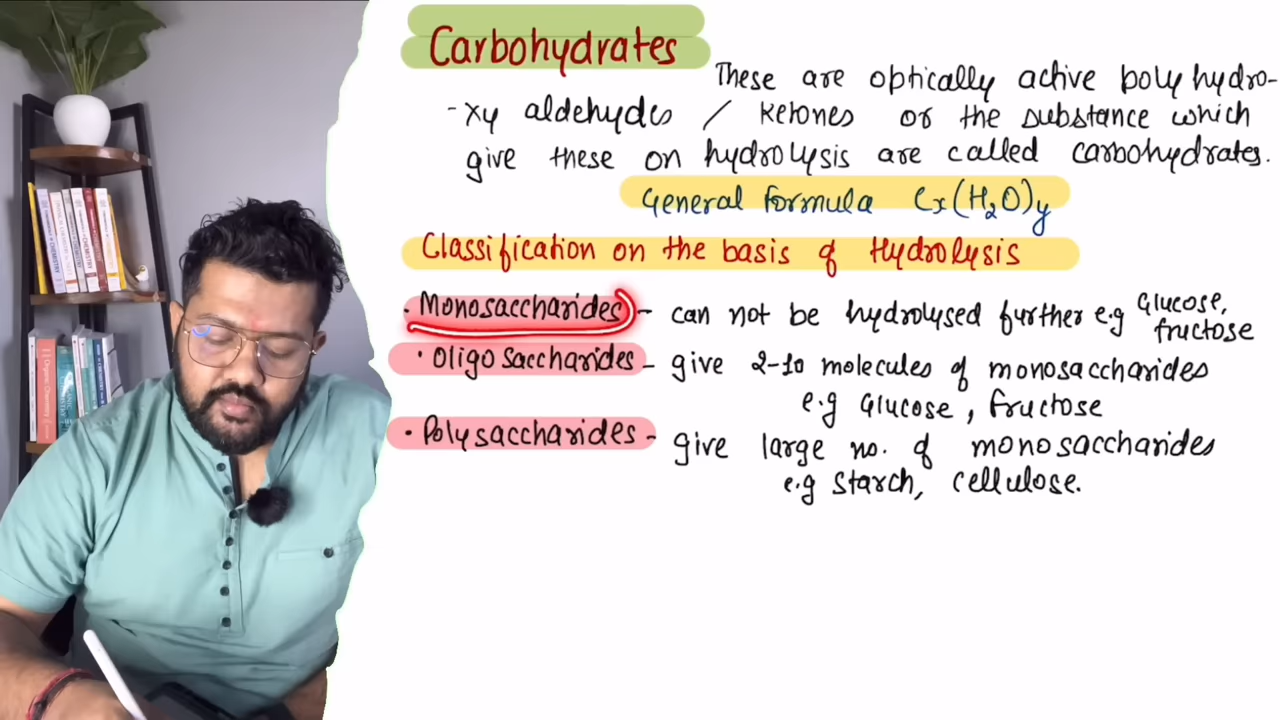 Carbohydrates
These are optically active polyhydro-
-xy aldehydes / ketones or the substance which
give these on hydrolysis are called carbohydrates.
General formula Cx(H2O)y
Classification on the basis of Hydrolysis
· Monosaccharides - can not be hydrolysed further e.g Glucose,
fructose
· Oligosaccharides - give 2-10 molecules of monosaccharides
e.g Glucose, fructose
· Polysaccharides - give large no. of monosaccharides
e.g starch, cellulose.